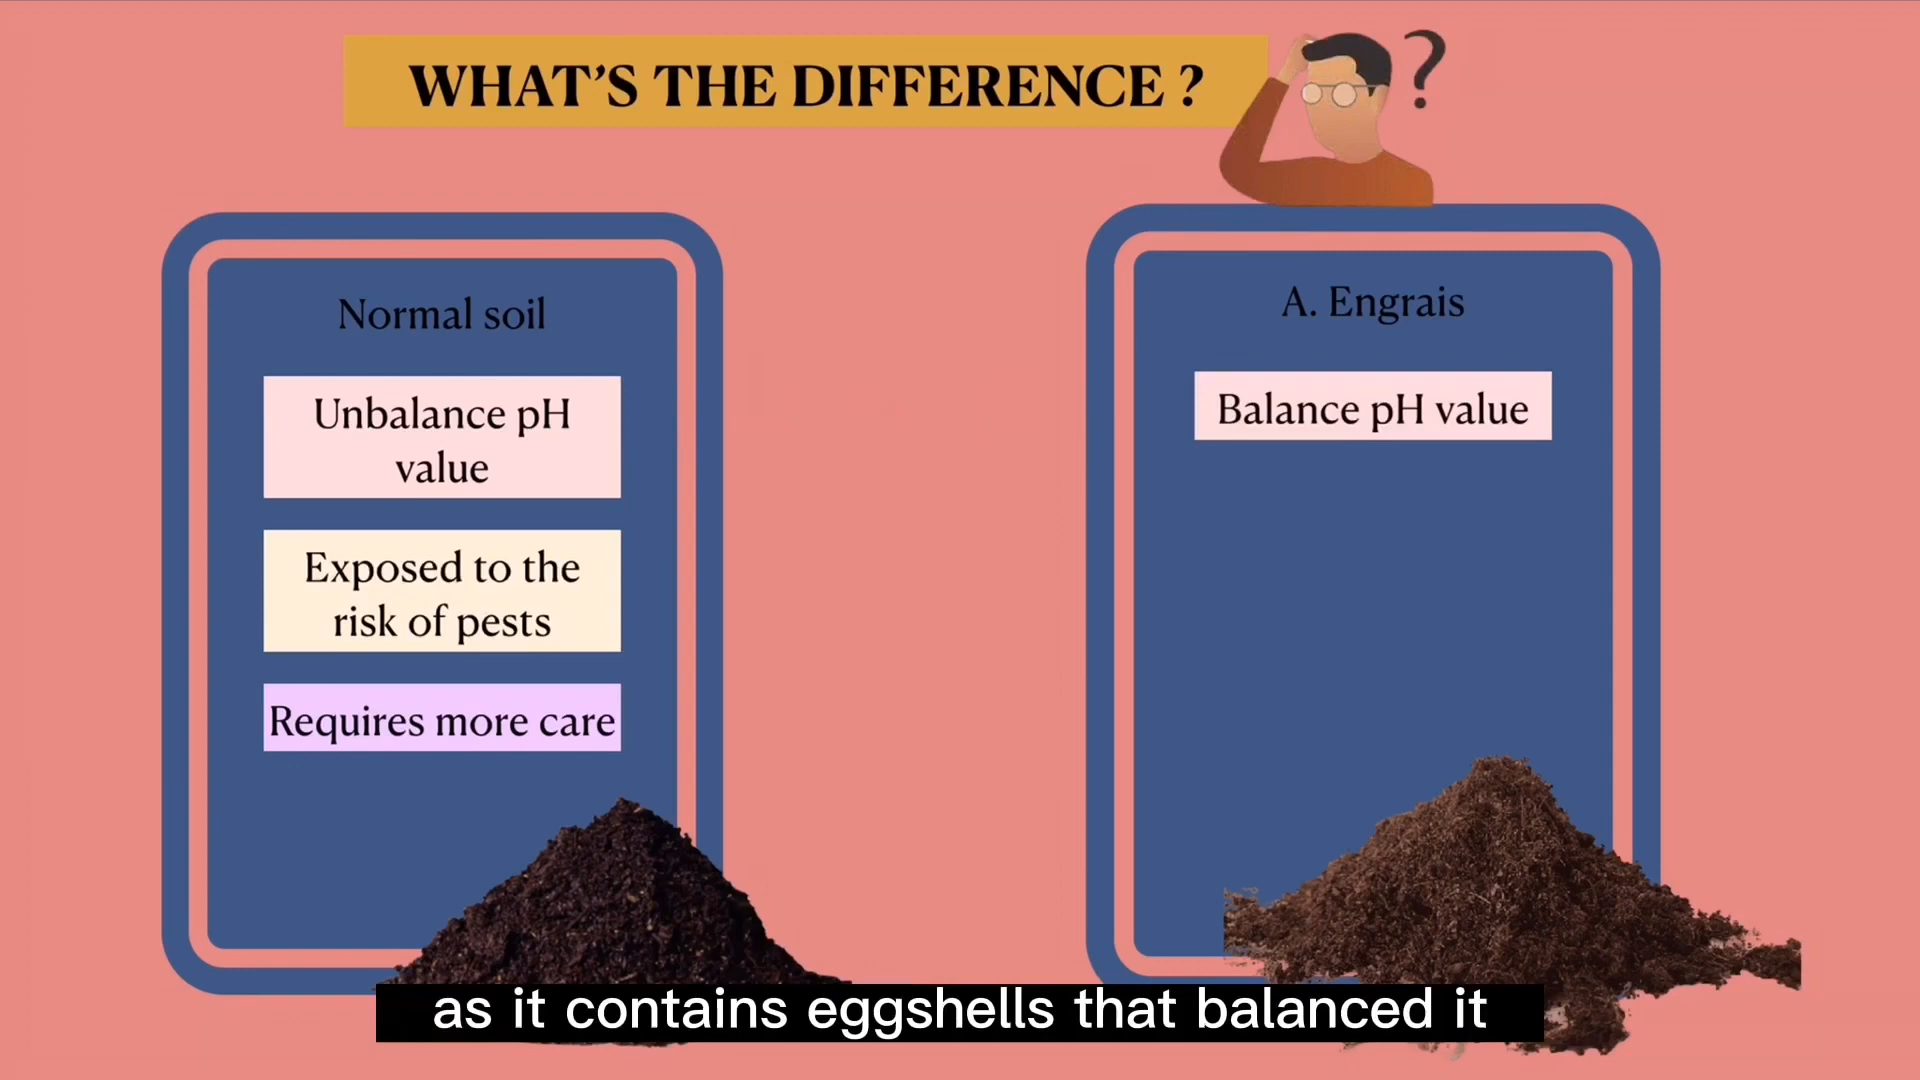 WHAT'S THE DIFFERENCE ?
?
Normal soil
Unbalance pH
value
Exposed to the
risk of pests
Requires more care
A. Engrais
Balance pH value
as it contains eggshells that balanced it